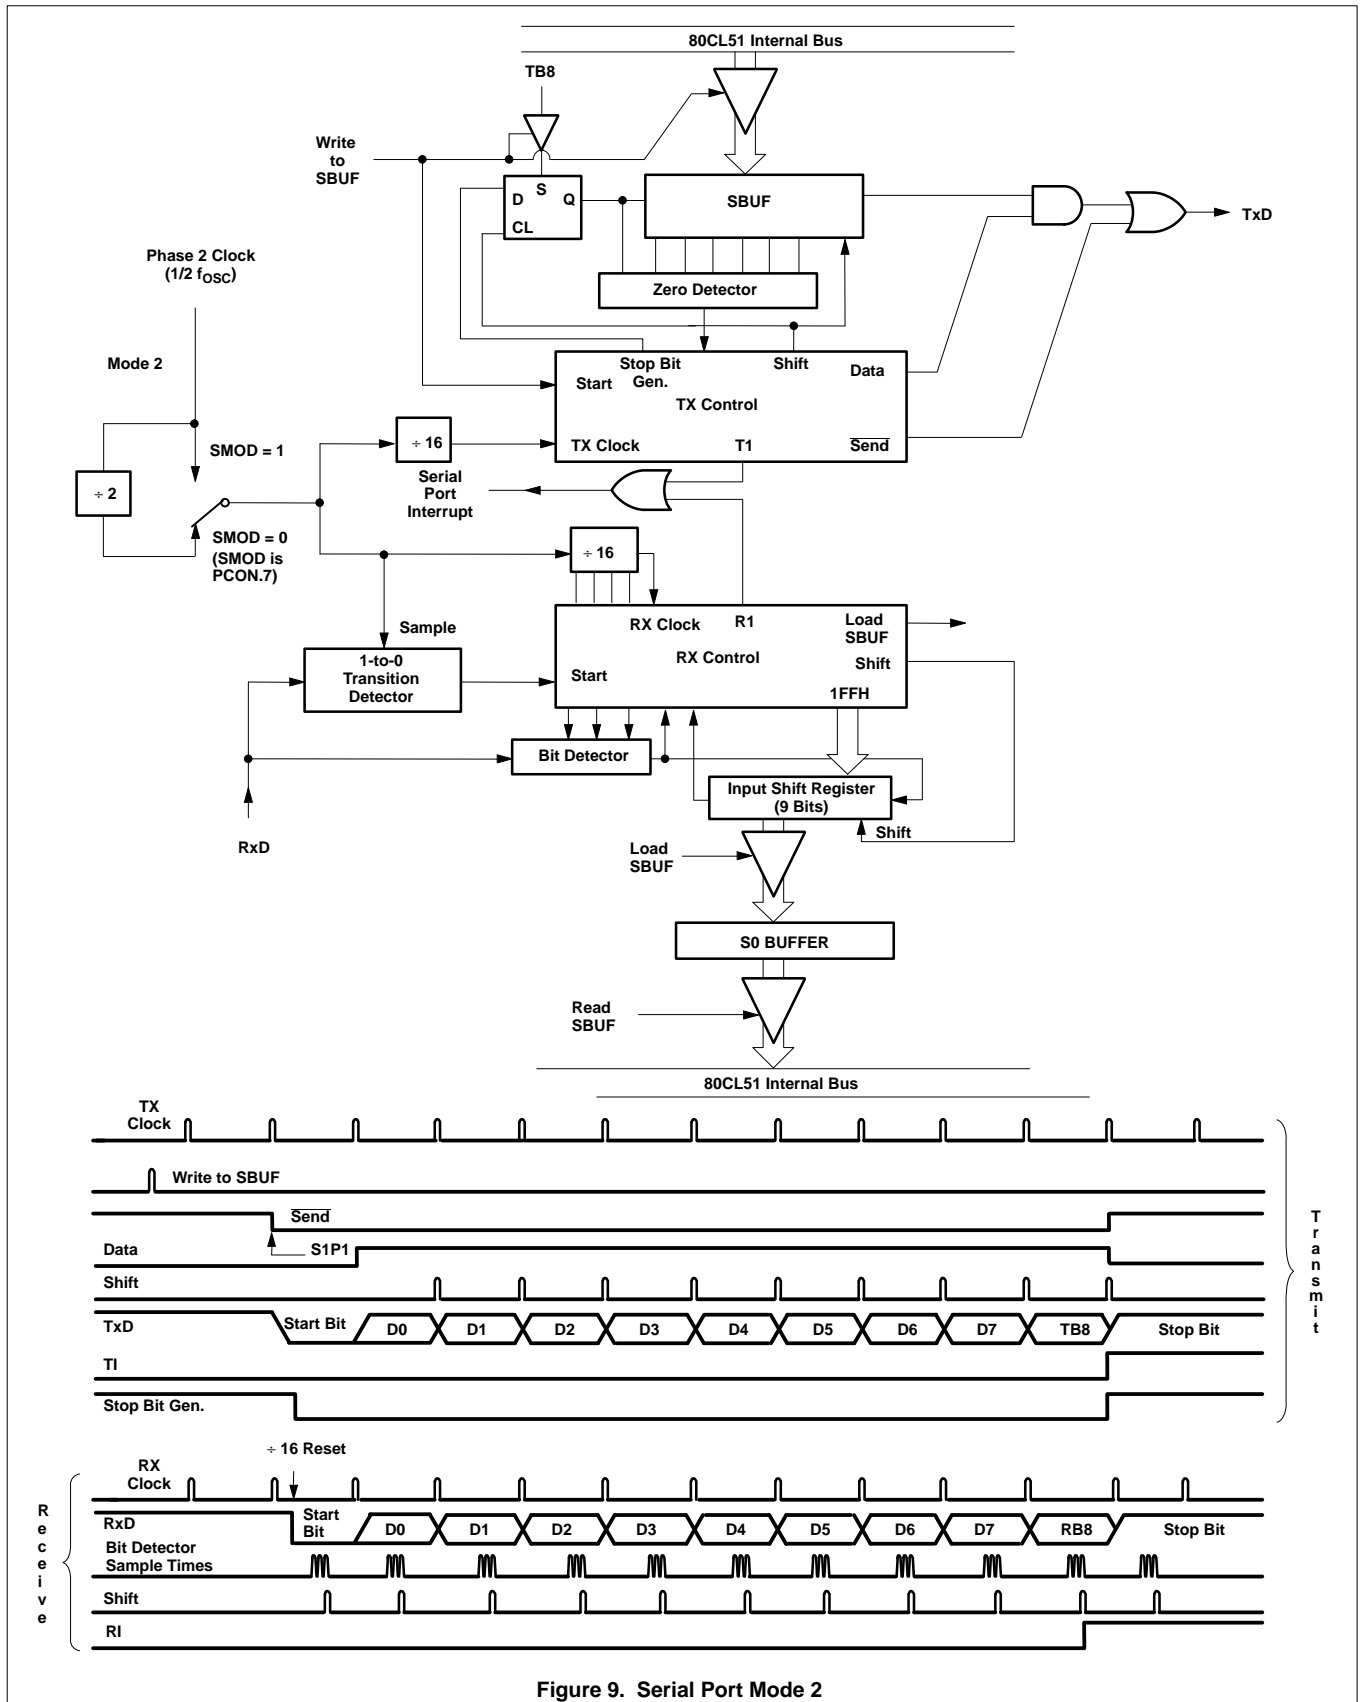 80CL51 Internal Bus
TB8
Write
to
SBUF
S
D
Q
CL
SBUF
TxD
Phase 2 Clock
(1/2 fOSC)
Zero Detector
Mode 2
Stop Bit
Gen.
Shift
Data
Start
TX Control
SMOD = 1
÷ 16
TX Clock
T1
Send
÷ 2
Serial
Port
Interrupt
SMOD = 0
(SMOD is
PCON.7)
÷ 16
Sample
RX Clock
R1
Load
SBUF
RX Control
Shift
1-to-0
Transition
Detector
Start
1FFH
Bit Detector
Input Shift Register
(9 Bits)
RxD
Shift
Load
SBUF
S0 BUFFER
Read
SBUF
80CL51 Internal Bus
TX
Clock
Write to SBUF
Send
S1P1
Data
Shift
TxD
Start Bit
D0
D1
D2
D3
D4
D5
D6
D7
TB8
Stop Bit
TI
Stop Bit Gen.
Transmit
÷ 16 Reset
RX
Clock
RxD
Start
Bit
D0
D1
D2
D3
D4
D5
D6
D7
RB8
Stop Bit
Bit Detector
Sample Times
Shift
RI
Receive
Figure 9. Serial Port Mode 2